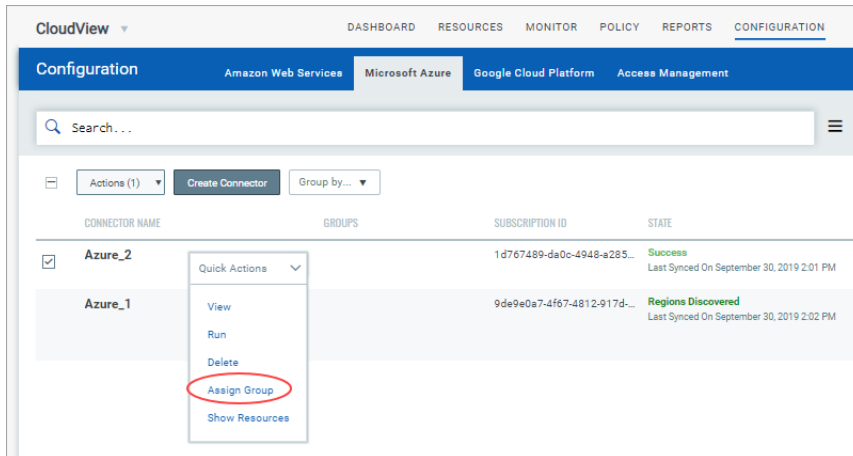 CloudView DASHBOARD RESOURCES MONITOR POLICY REPORTS CONFIGURATION
Configuration Amazon Web Services Microsoft Azure Google Cloud Platform Access Management
Search...
Actions (1) Create Connector Group by...
CONNECTOR NAME GROUPS SUBSCRIPTION ID STATE
Azure_2 1d767489-da0c-4948-a285... Success
Last Synced On September 30, 2019 2:01 PM
Quick Actions
Azure_1 9de9e0a7-4f67-4812-917d-... Regions Discovered
Last Synced On September 30, 2019 2:02 PM
View
Run
Delete
Assign Group
Show Resources